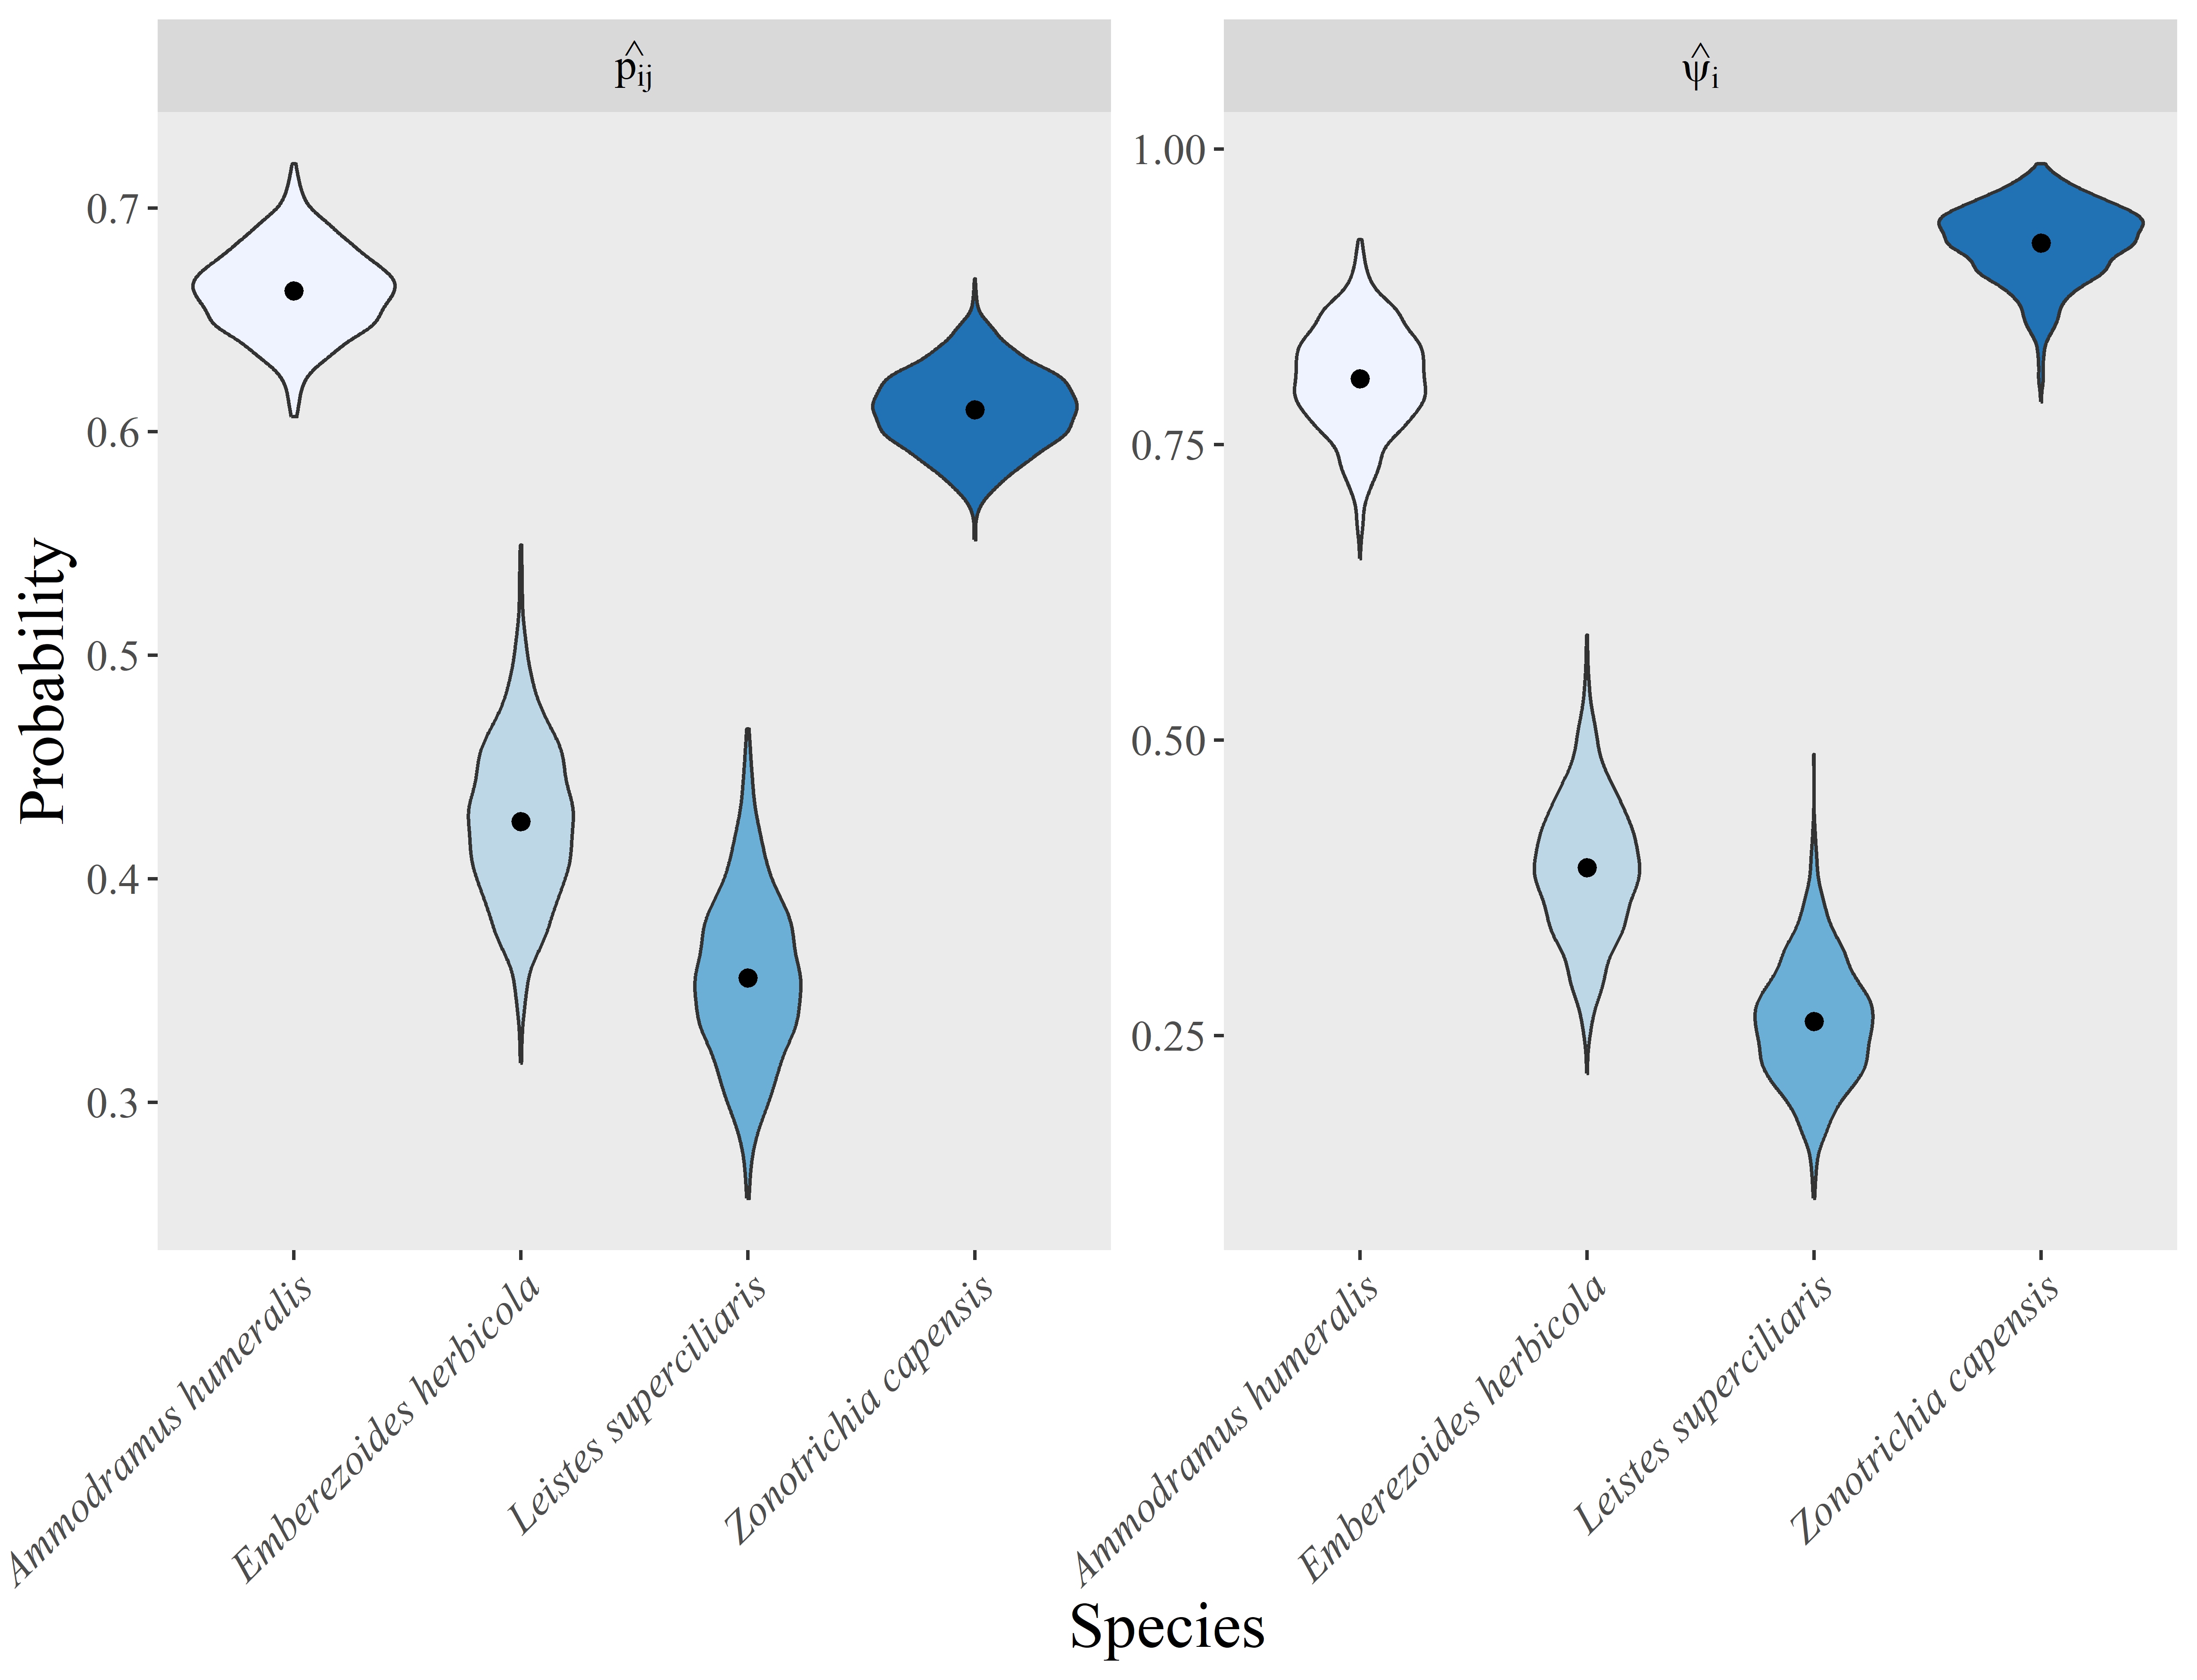 p̂ij
ψ̂i
Probability
0.7
0.6
0.5
0.4
0.3
1.00
0.75
0.50
0.25
Ammodramus humeralis
Emberezoides herbicola
Leistes superciliaris
Zonotrichia capensis
Ammodramus humeralis
Emberezoides herbicola
Leistes superciliaris
Zonotrichia capensis
Species